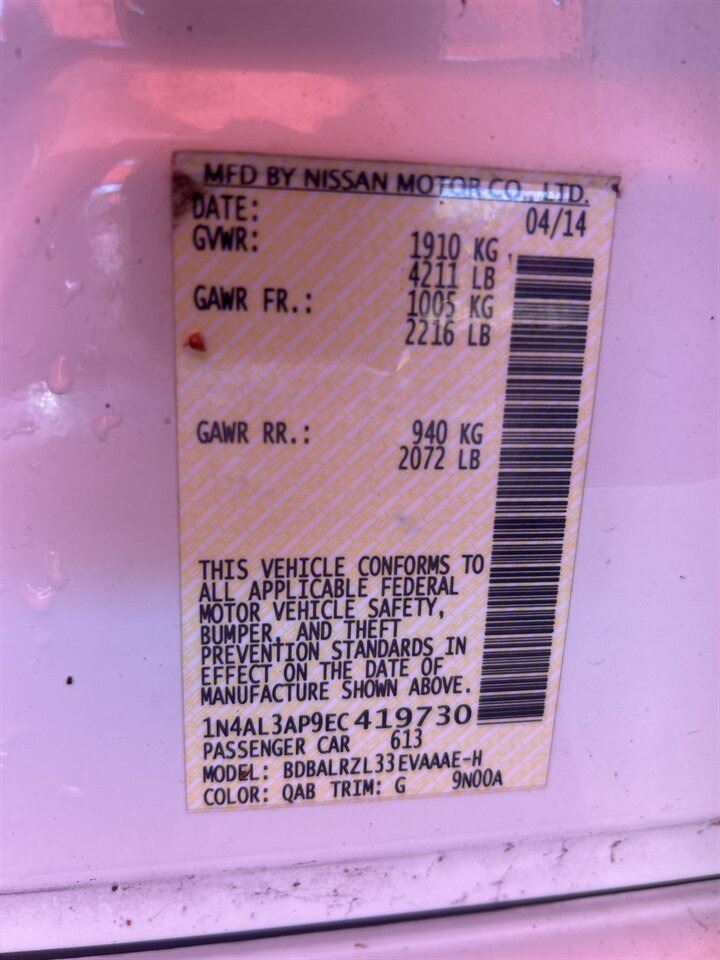 MFD BY NISSAN MOTOR CO., LTD.
DATE: 04/14
GVWR: 1910 KG
4211 LB
GAWR FR.: 1005 KG
2216 LB
GAWR RR.: 940 KG
2072 LB
THIS VEHICLE CONFORMS TO
ALL APPLICABLE FEDERAL
MOTOR VEHICLE SAFETY,
BUMPER, AND THEFT
PREVENTION STANDARDS IN
EFFECT ON THE DATE OF
MANUFACTURE SHOWN ABOVE.
1N4AL3AP9EC419730
PASSENGER CAR 613
MODEL: BDBALRZL33EVAAAE-H
COLOR: QAB TRIM: G 9N00A